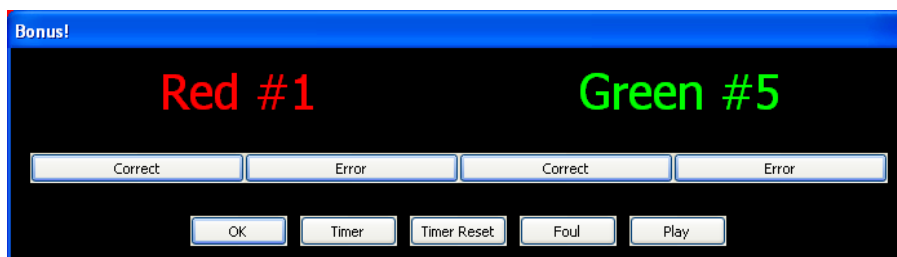 Bonus!
Red #1 Green #5
Correct Error Correct Error
OK Timer Timer Reset Foul Play